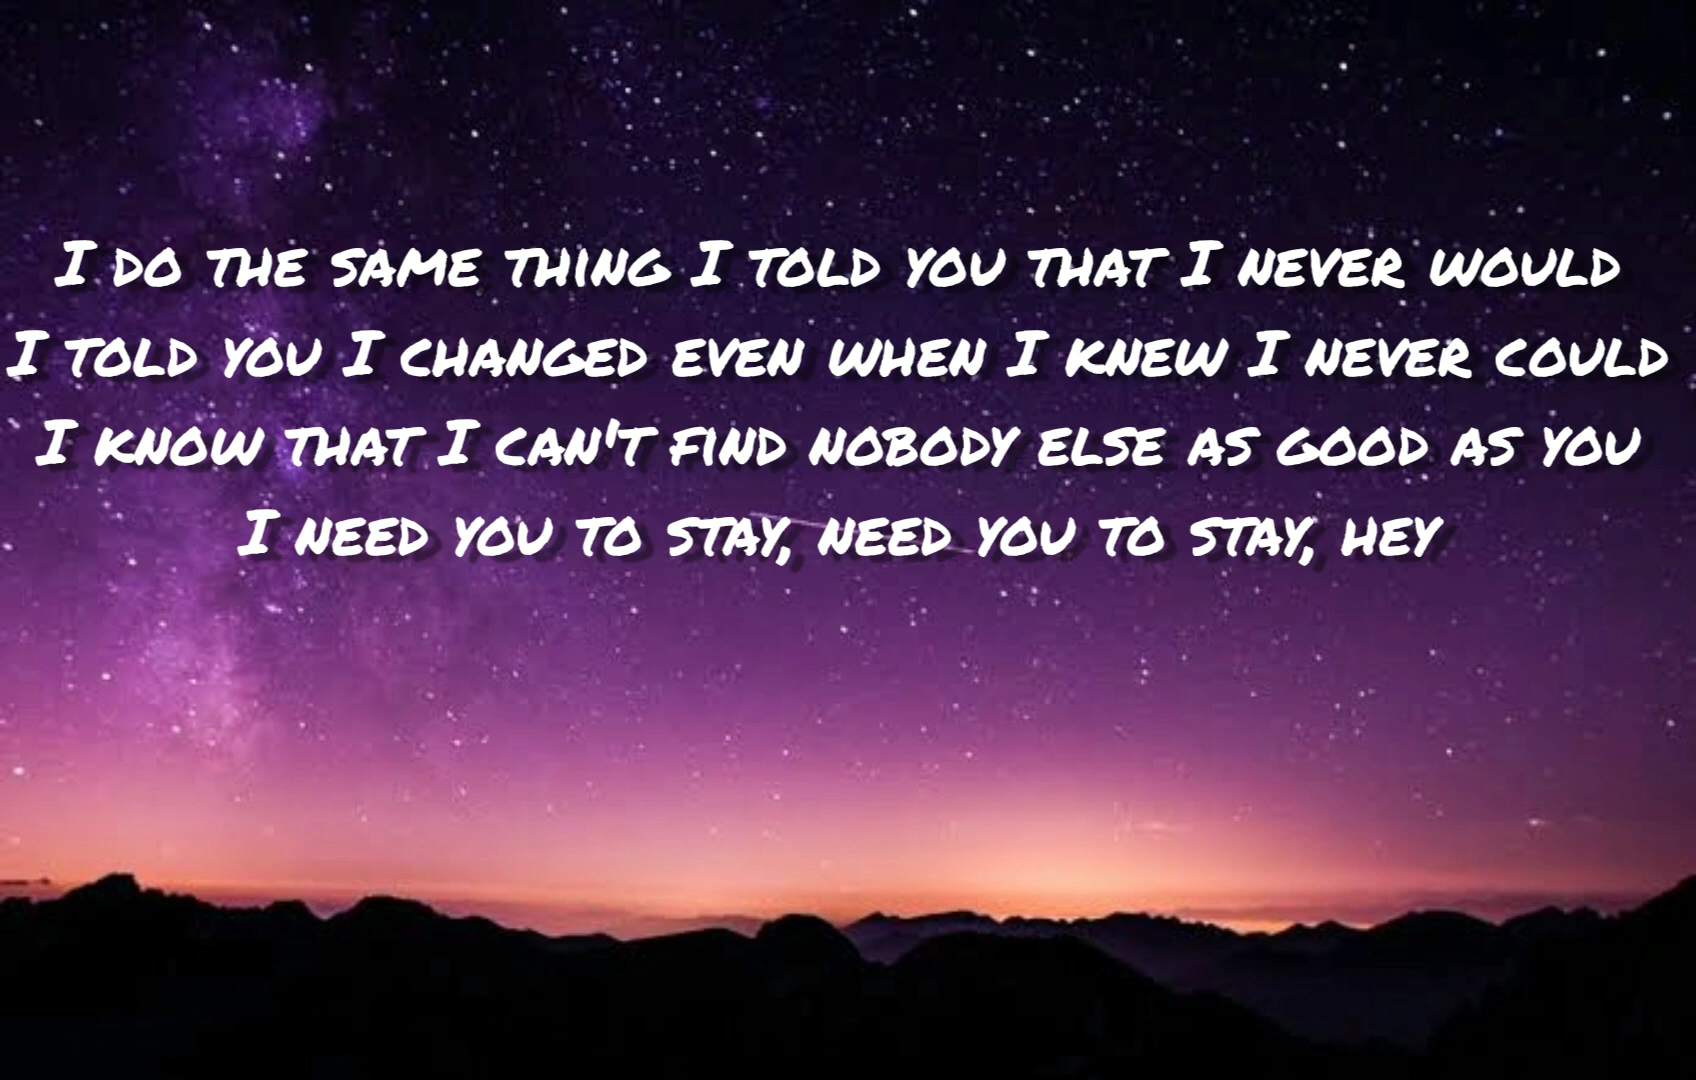 I do the same thing I told you that I never would
I told you I changed even when I knew I never could
I know that I can't find nobody else as good as you
I need you to stay, need you to stay, hey